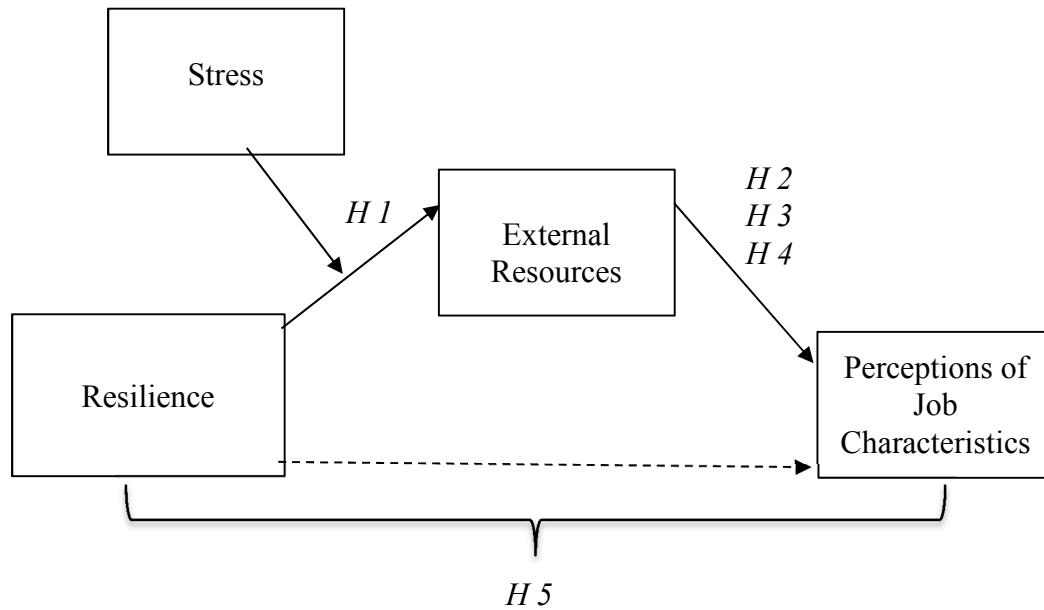 Stress
H 1
External
Resources
H 2
H 3
H 4
Resilience
Perceptions of
Job
Characteristics
H 5